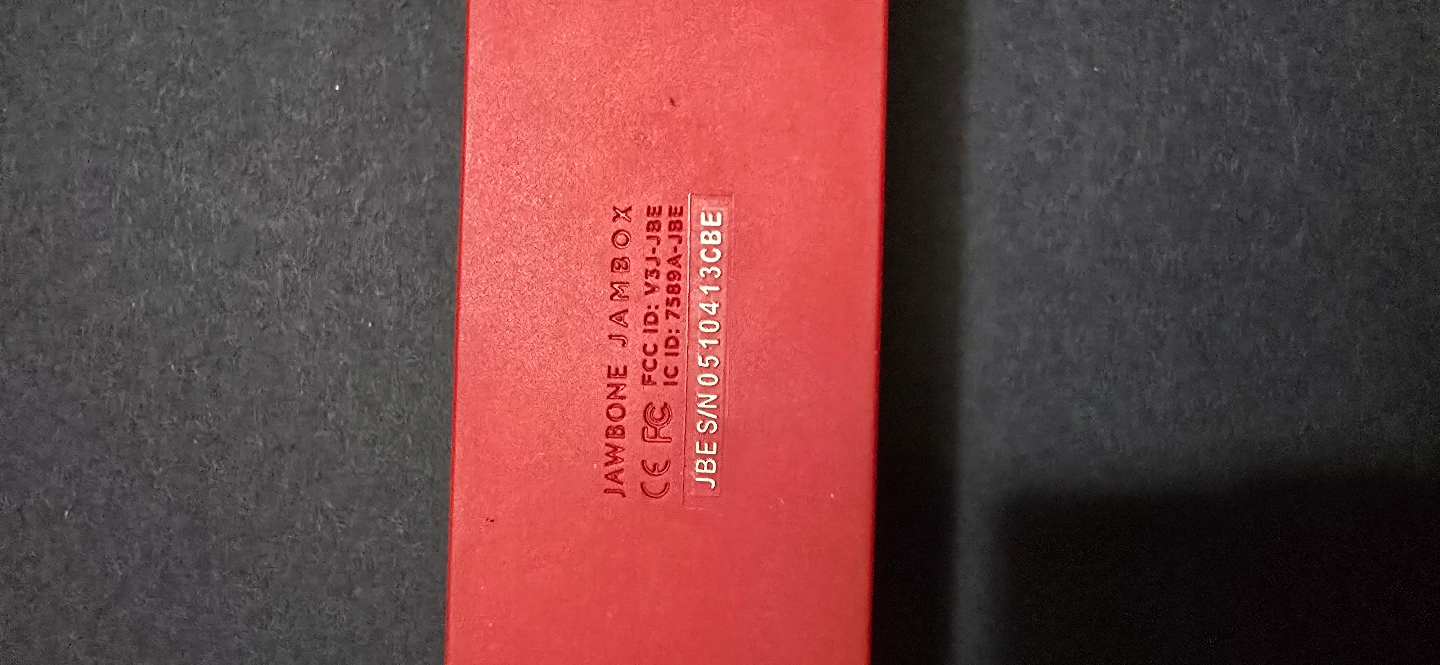 JAWBONE JAMBOX
CE FC FCC ID: V3J-JBE
IC ID: 7589A-JBE
JBE S/N 0510413CBE